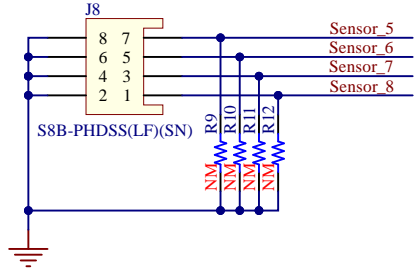 J8
Sensor_5
8 7
Sensor_6
6 5
Sensor_7
4 3
Sensor_8
2 1
S8B-PHDSS(LF)(SN)
R9
R10
R11
R12
NM
NM
NM
NM